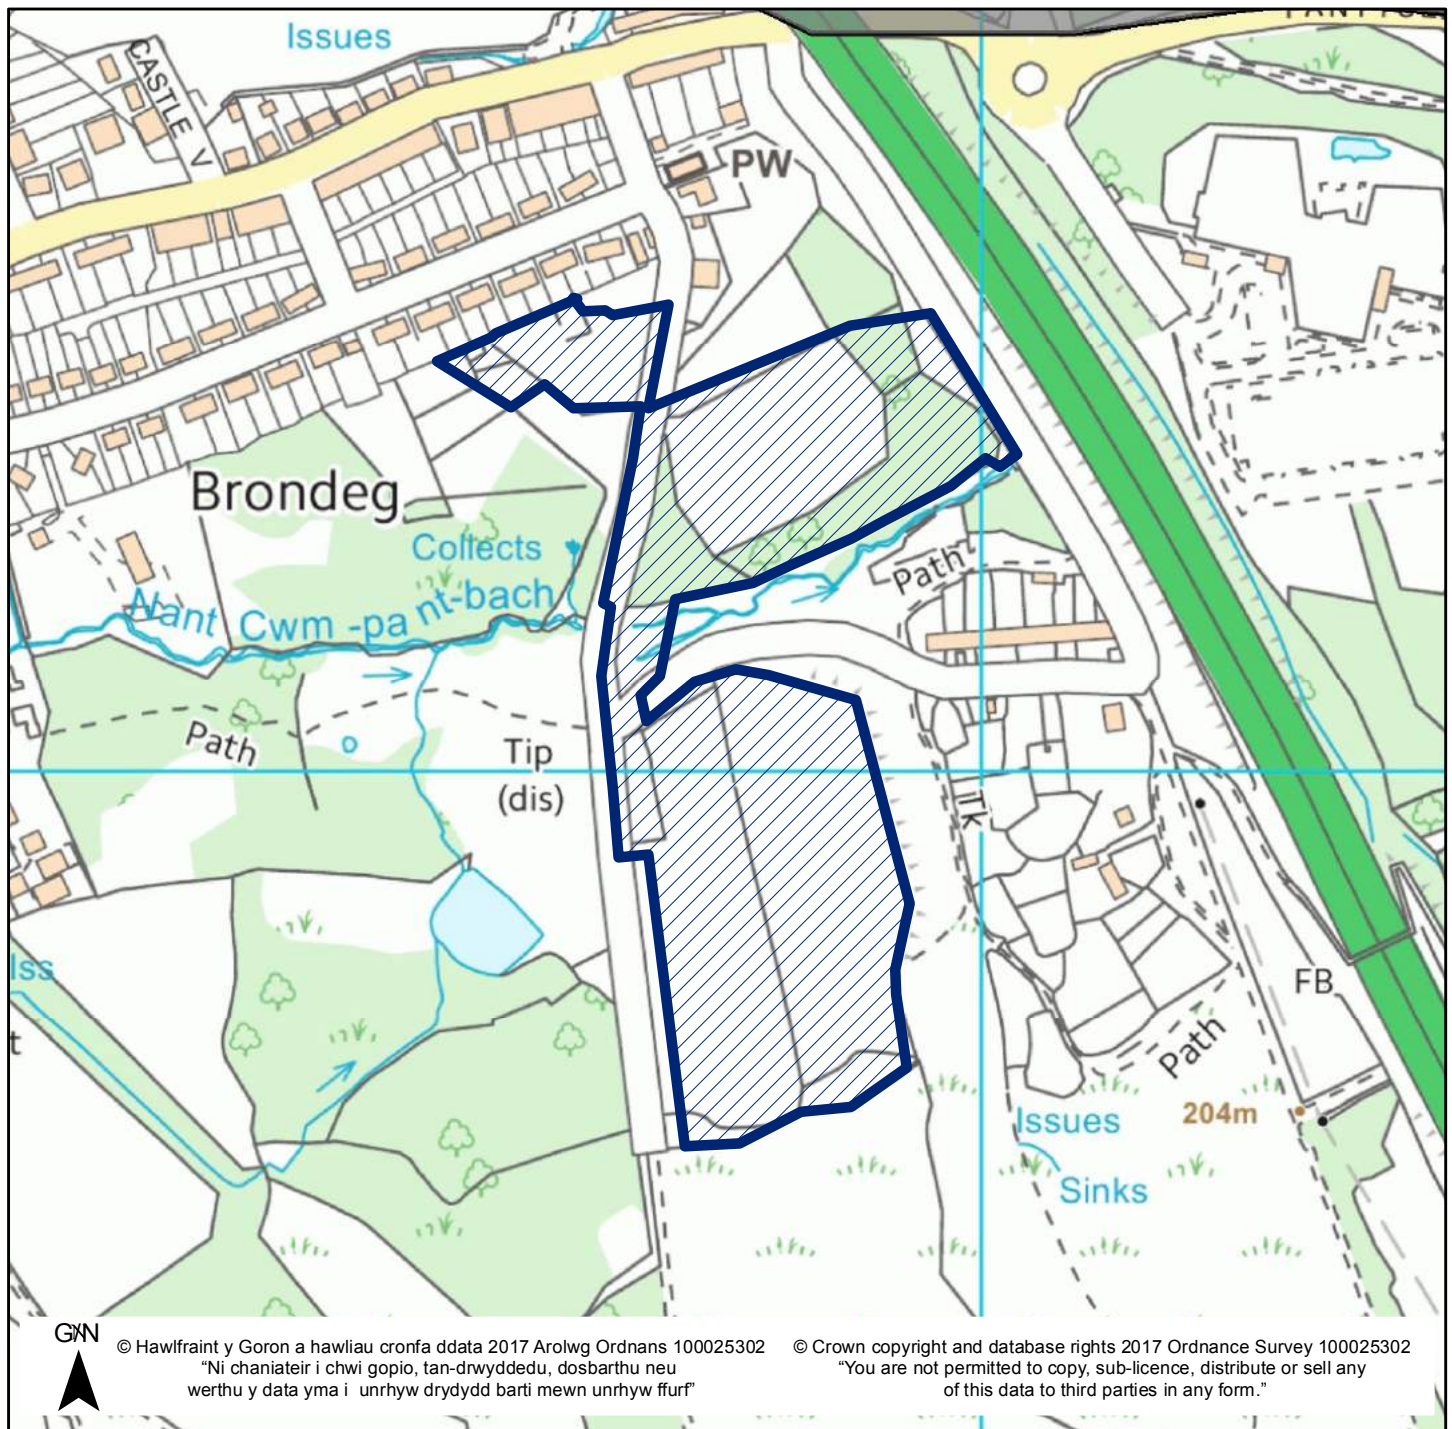 Issues
CASTLE V
PW
Brondeg
Collects
Nant Cwm -pa nt-bach
Path
Path
Tip
(dis)
Tk
Iss
t
FB
Path
204m
Issues
Sinks
© Hawlfraint y Goron a hawliau cronfa ddata 2017 Arolwg Ordnans 100025302
“Ni chaniateir i chwi gopio, tan-drwyddedu, dosbarthu neu
werthu y data yma i unrhyw drydydd barti mewn unrhyw ffurf”
© Crown copyright and database rights 2017 Ordnance Survey 100025302
“You are not permitted to copy, sub-licence, distribute or sell any
of this data to third parties in any form.”